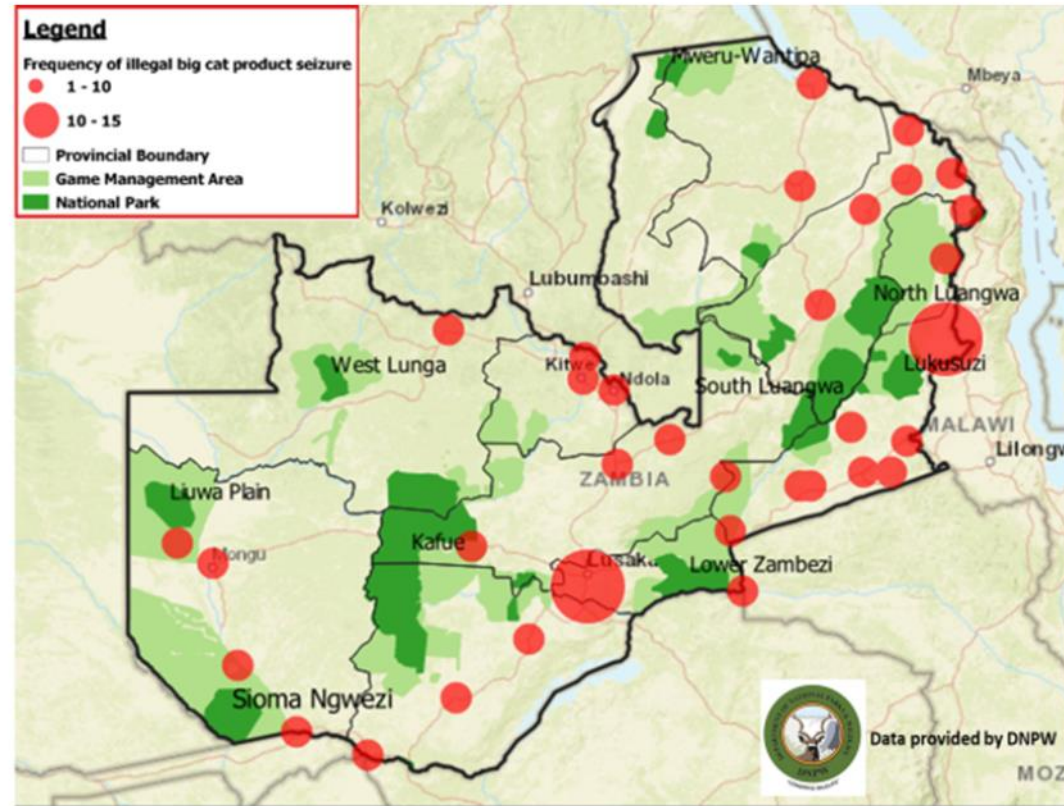 Legend
Frequency of illegal big cat product seizure
1 - 10
10 - 15
Provincial Boundary
Game Management Area
National Park
Mweru-Wantipa
Mbeya
Kolwezi
Lubumbashi
North Luangwa
West Lunga
Kitwe
Ndola
South Luangwa
Lukusuzi
MALAWI
Lilongw
ZAMBIA
Liuwa Plain
Kafue
Mongu
Lusaka
Lower Zambezi
Sioma Ngwezi
DNPW
Data provided by DNPW
MOZ